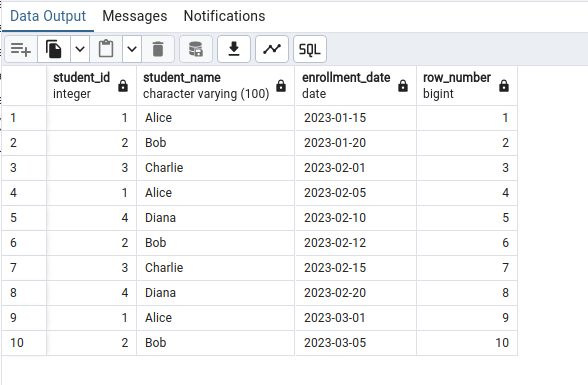 Data Output Messages Notifications
SQL
student_id student_name enrollment_date row_number
integer character varying (100) date bigint
1 1 Alice 2023-01-15 1
2 2 Bob 2023-01-20 2
3 3 Charlie 2023-02-01 3
4 1 Alice 2023-02-05 4
5 4 Diana 2023-02-10 5
6 2 Bob 2023-02-12 6
7 3 Charlie 2023-02-15 7
8 4 Diana 2023-02-20 8
9 1 Alice 2023-03-01 9
10 2 Bob 2023-03-05 10